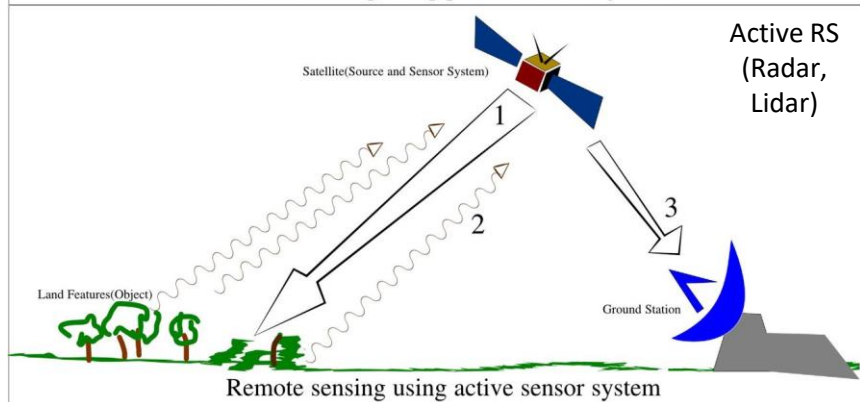 Active RS
(Radar,
Lidar)
Satellite(Source and Sensor System)
1
2
3
Land Features(Object)
Ground Station
Remote sensing using active sensor system